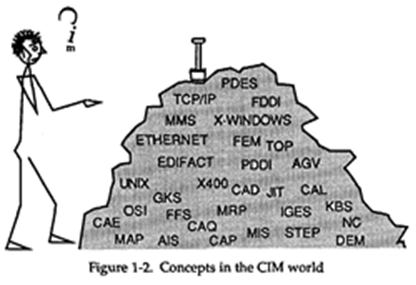 ?
i
m
PDES
TCP/IP FDDI
MMS X-WINDOWS
ETHERNET FEM TOP
EDIFACT PDDI AGV
UNIX X400 CAD JIT CAL
GKS
OSI FFS MRP IGES KBS
CAE CAQ NC
MAP AIS CAP MIS STEP DEM
Figure 1-2. Concepts in the CIM world